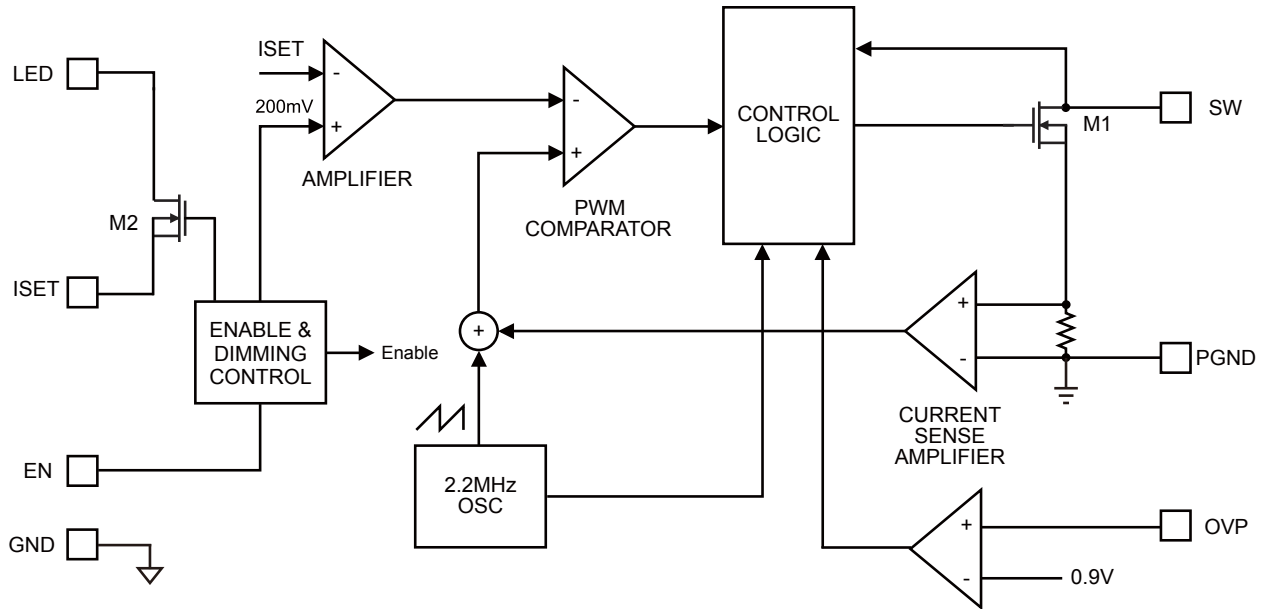 LED
ISET
200mV
-
+
AMPLIFIER
M2
ISET
ENABLE &
DIMMING
CONTROL
Enable
EN
GND
-
+
PWM
COMPARATOR
+
2.2MHz
OSC
CONTROL
LOGIC
M1
SW
+
-
CURRENT
SENSE
AMPLIFIER
PGND
+
-
OVP
0.9V